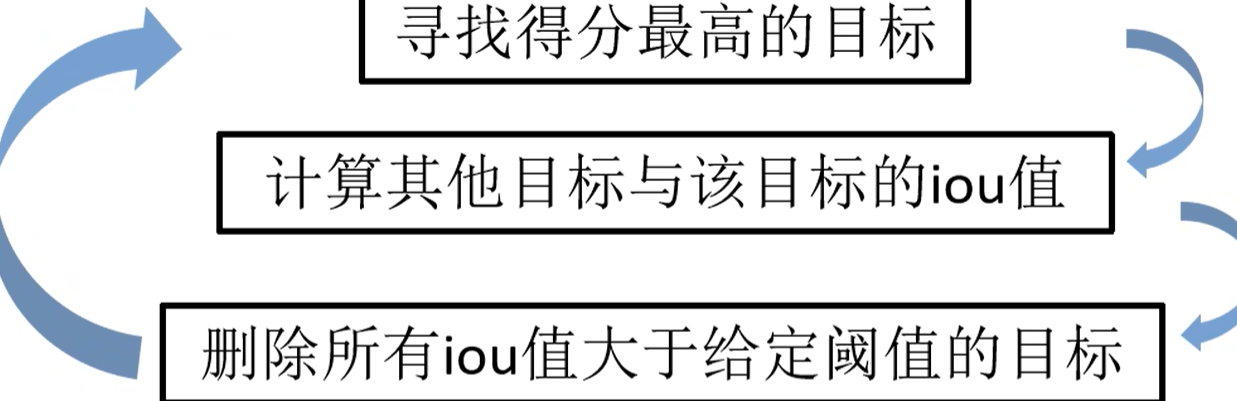 寻找得分最高的目标
计算其他目标与该目标的iou值
删除所有iou值大于给定阈值的目标